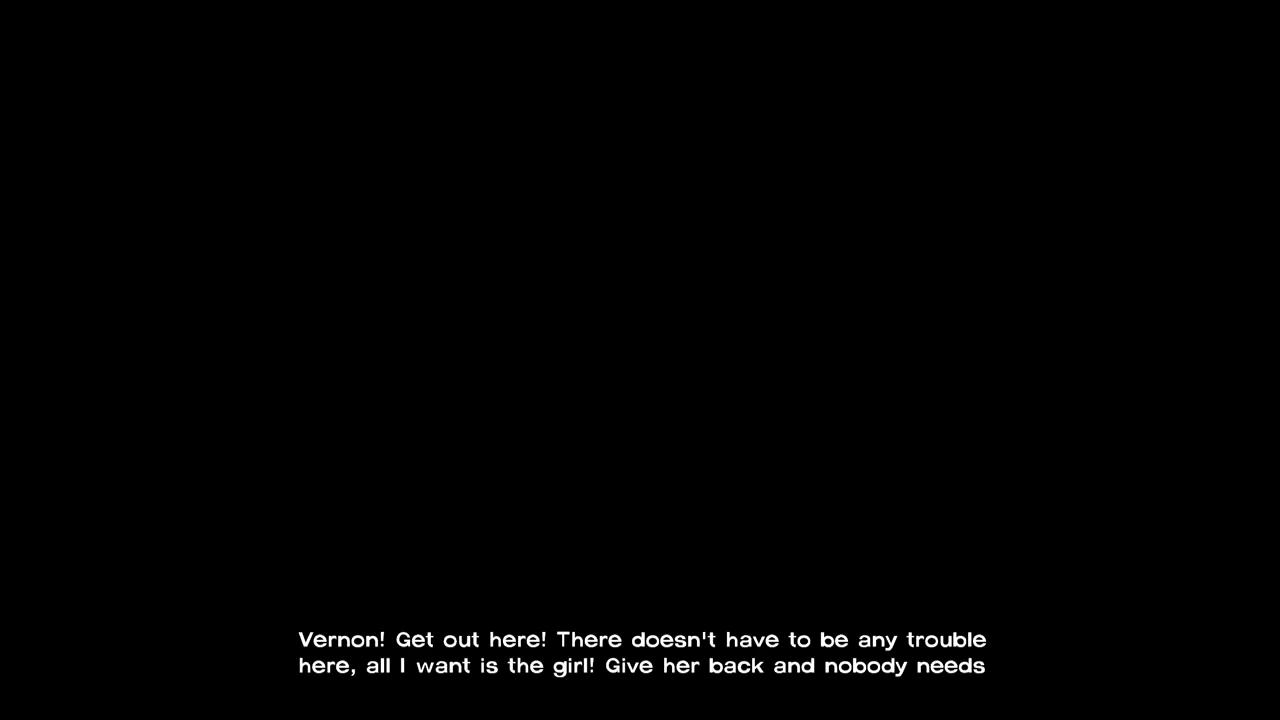 Vernon! Get out here! There doesn't have to be any trouble
here, all I want is the girl! Give her back and nobody needs